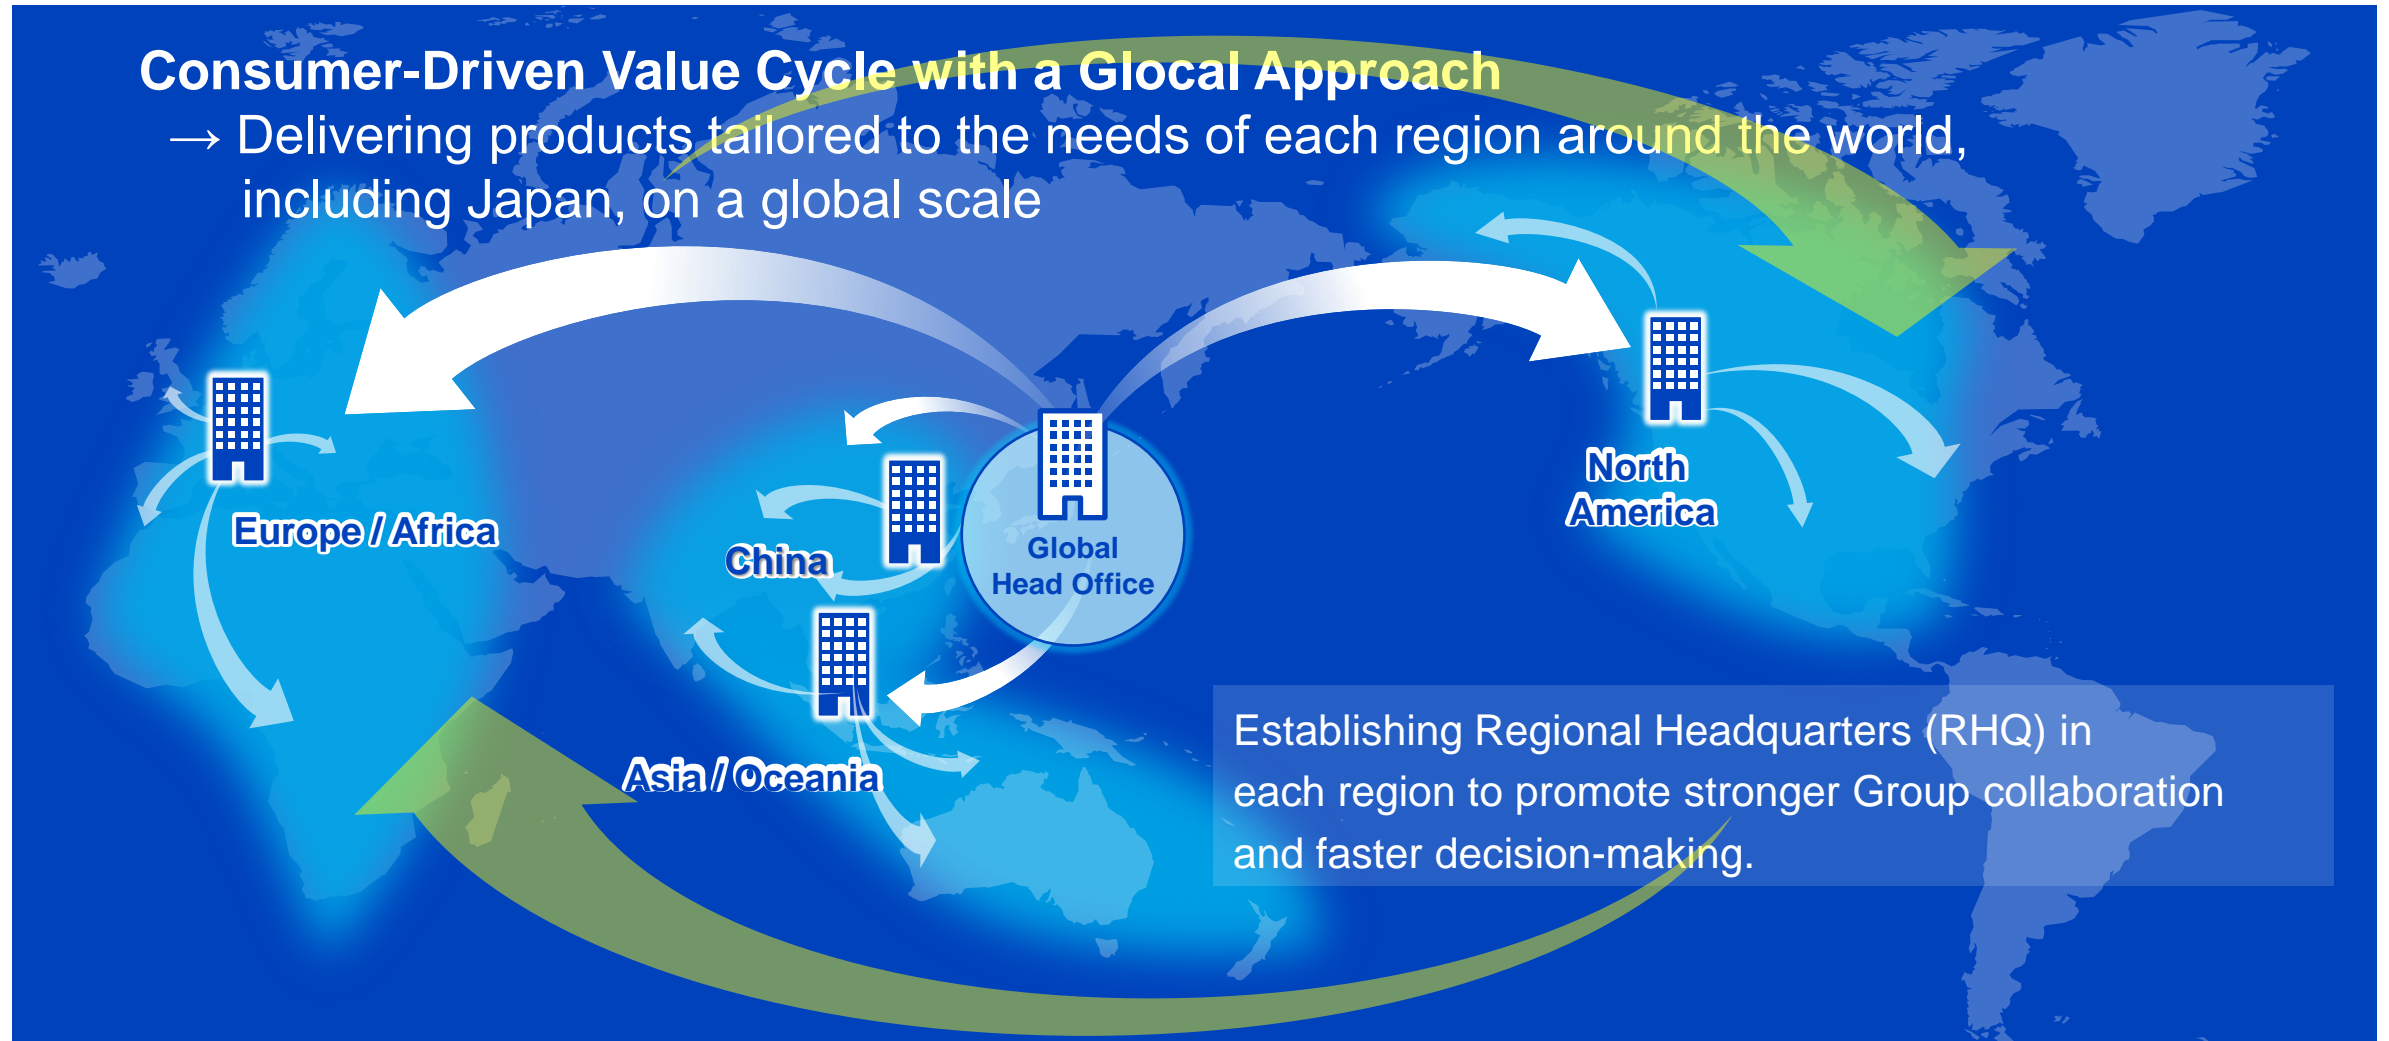 Consumer-Driven Value Cycle with a Glocal Approach
→ Delivering products tailored to the needs of each region around the world,
including Japan, on a global scale
North
America
Europe / Africa
China
Global
Head Office
Asia / Oceania
Establishing Regional Headquarters (RHQ) in
each region to promote stronger Group collaboration
and faster decision-making.